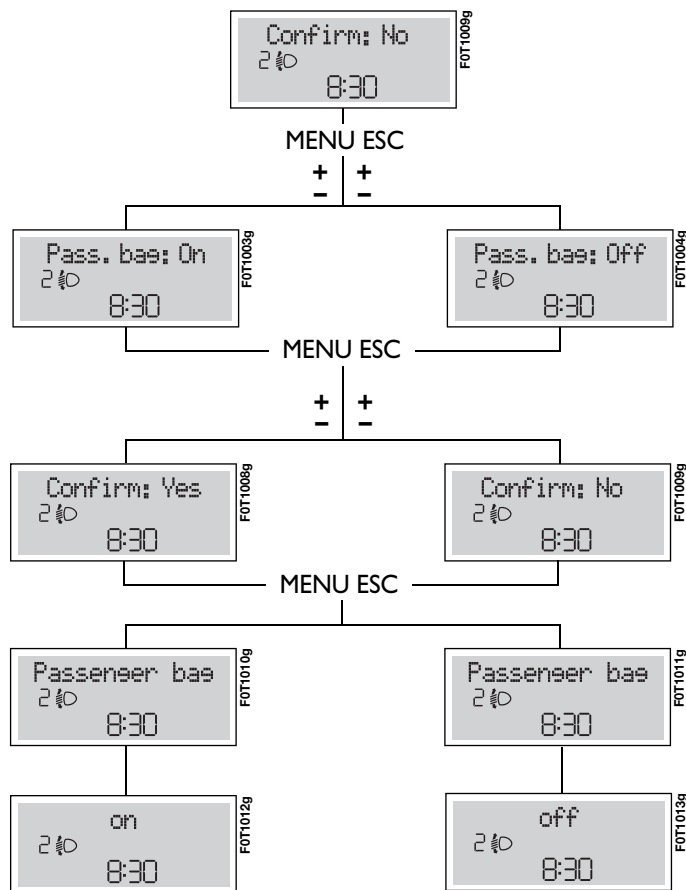 Confirm: No
2
8:30
F0T1009g
MENU ESC
+ +
– –
Pass. bag: On
2
8:30
F0T1003g
Pass. bag: Off
2
8:30
F0T1004g
MENU ESC
+ +
– –
Confirm: Yes
2
8:30
F0T1008g
Confirm: No
2
8:30
F0T1009g
MENU ESC
Passenger bag
2
8:30
F0T1010g
Passenger bag
2
8:30
F0T1011g
on
2
8:30
F0T1012g
off
2
8:30
F0T1013g